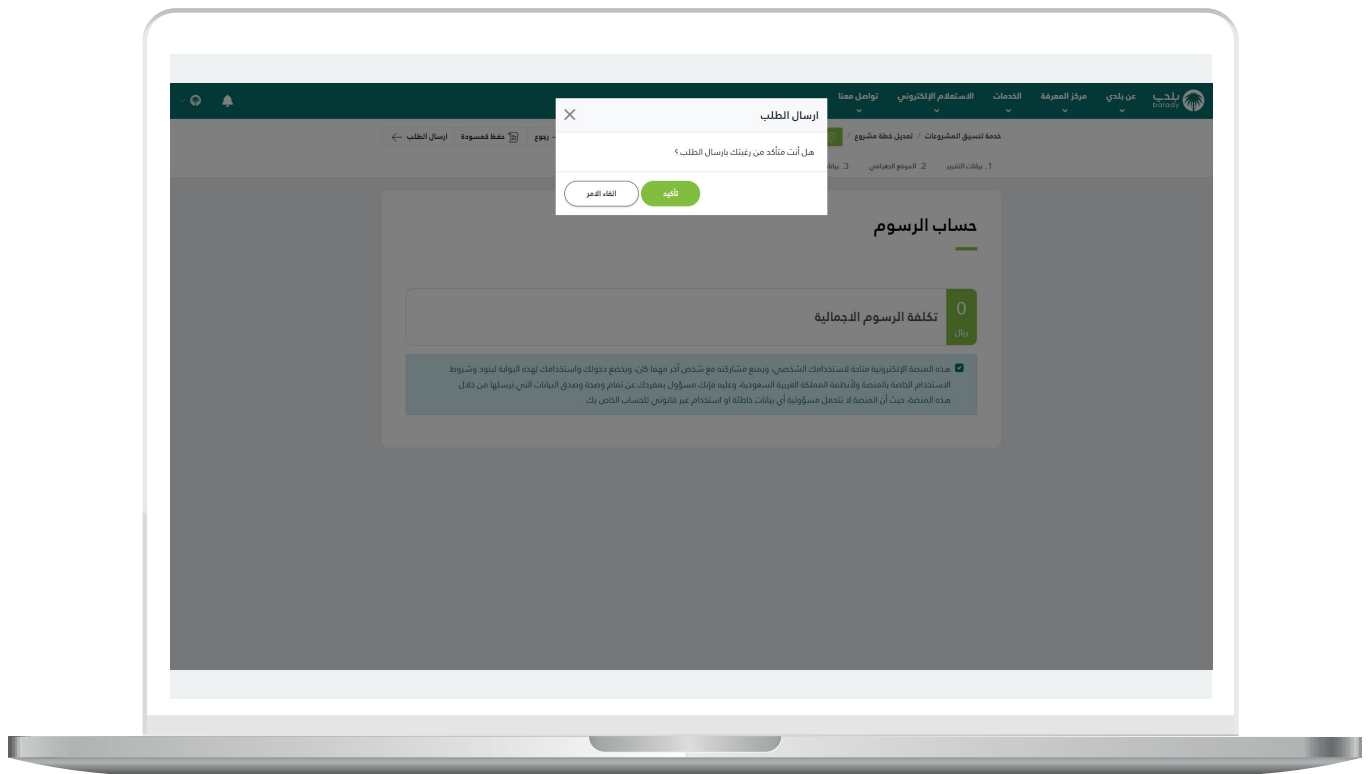 بلدي
balady
عن بلدي
مركز المعرفة
الخدمات
الاستعلام الإلكتروني
تواصل معنا
ارسال الطلب
هل أنت متأكد من رغبتك بارسال الطلب ؟
تأكيد
الغاء الامر
خدمة تنسيق المشروعات / تعديل خطة مشروع /
رجوع
حفظ كمسودة
ارسال الطلب
1. بيانات التقرير
2. الموقع الجغرافي
3.
حساب الرسوم
0
ريال
تكلفة الرسوم الاجمالية
هذه المنصة الإلكترونية متاحة لاستخدامك الشخصي، ويمنع مشاركته مع شخص آخر مهما كان، ويخضع دخولك واستخدامك لهذه البوابة لبنود وشروط
الاستخدام الخاصة بالمنصة ولأنظمة المملكة العربية السعودية، وعليه فإنك مسؤول بمفردك عن تمام وصحة وصدق البيانات التي ترسلها من خلال
هذه المنصة، حيث أن المنصة لا تتحمل مسؤولية أي بيانات خاطئة او استخدام غير قانوني للحساب الخاص بك.